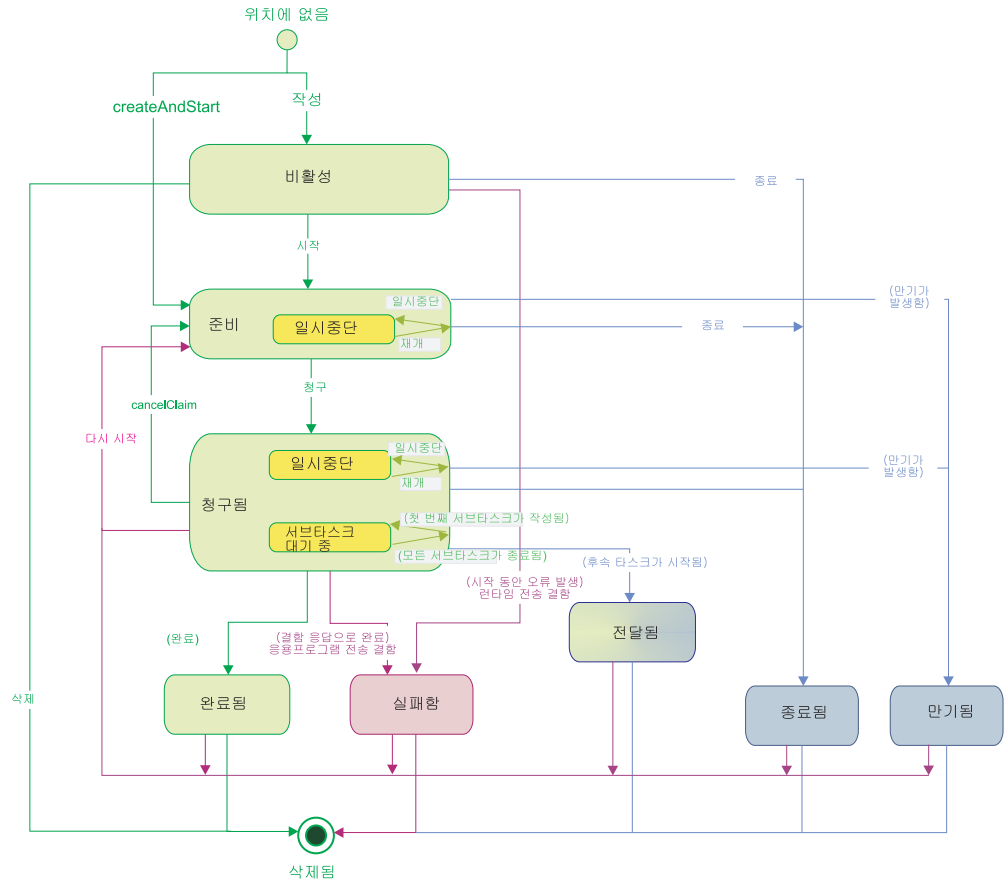 위치에 없음
createAndStart
작성
비활성
종료
시작
(만기가
발생함)
일시중단
준비
일시중단
재개
종료
청구
cancelClaim
다시 시작
일시중단
일시중단
재개
(만기가
발생함)
청구됨
(첫 번째 서브타스크가 작성됨)
서브타스크
대기 중
(모든 서브타스크가 종료됨)
(후속 타스크가 시작됨)
(시작 동안 오류 발생)
런타임 전송 결함
(완료)
(결함 응답으로 완료)
응용프로그램 전송 결함
전달됨
삭제
완료됨
실패함
종료됨
만기됨
삭제됨